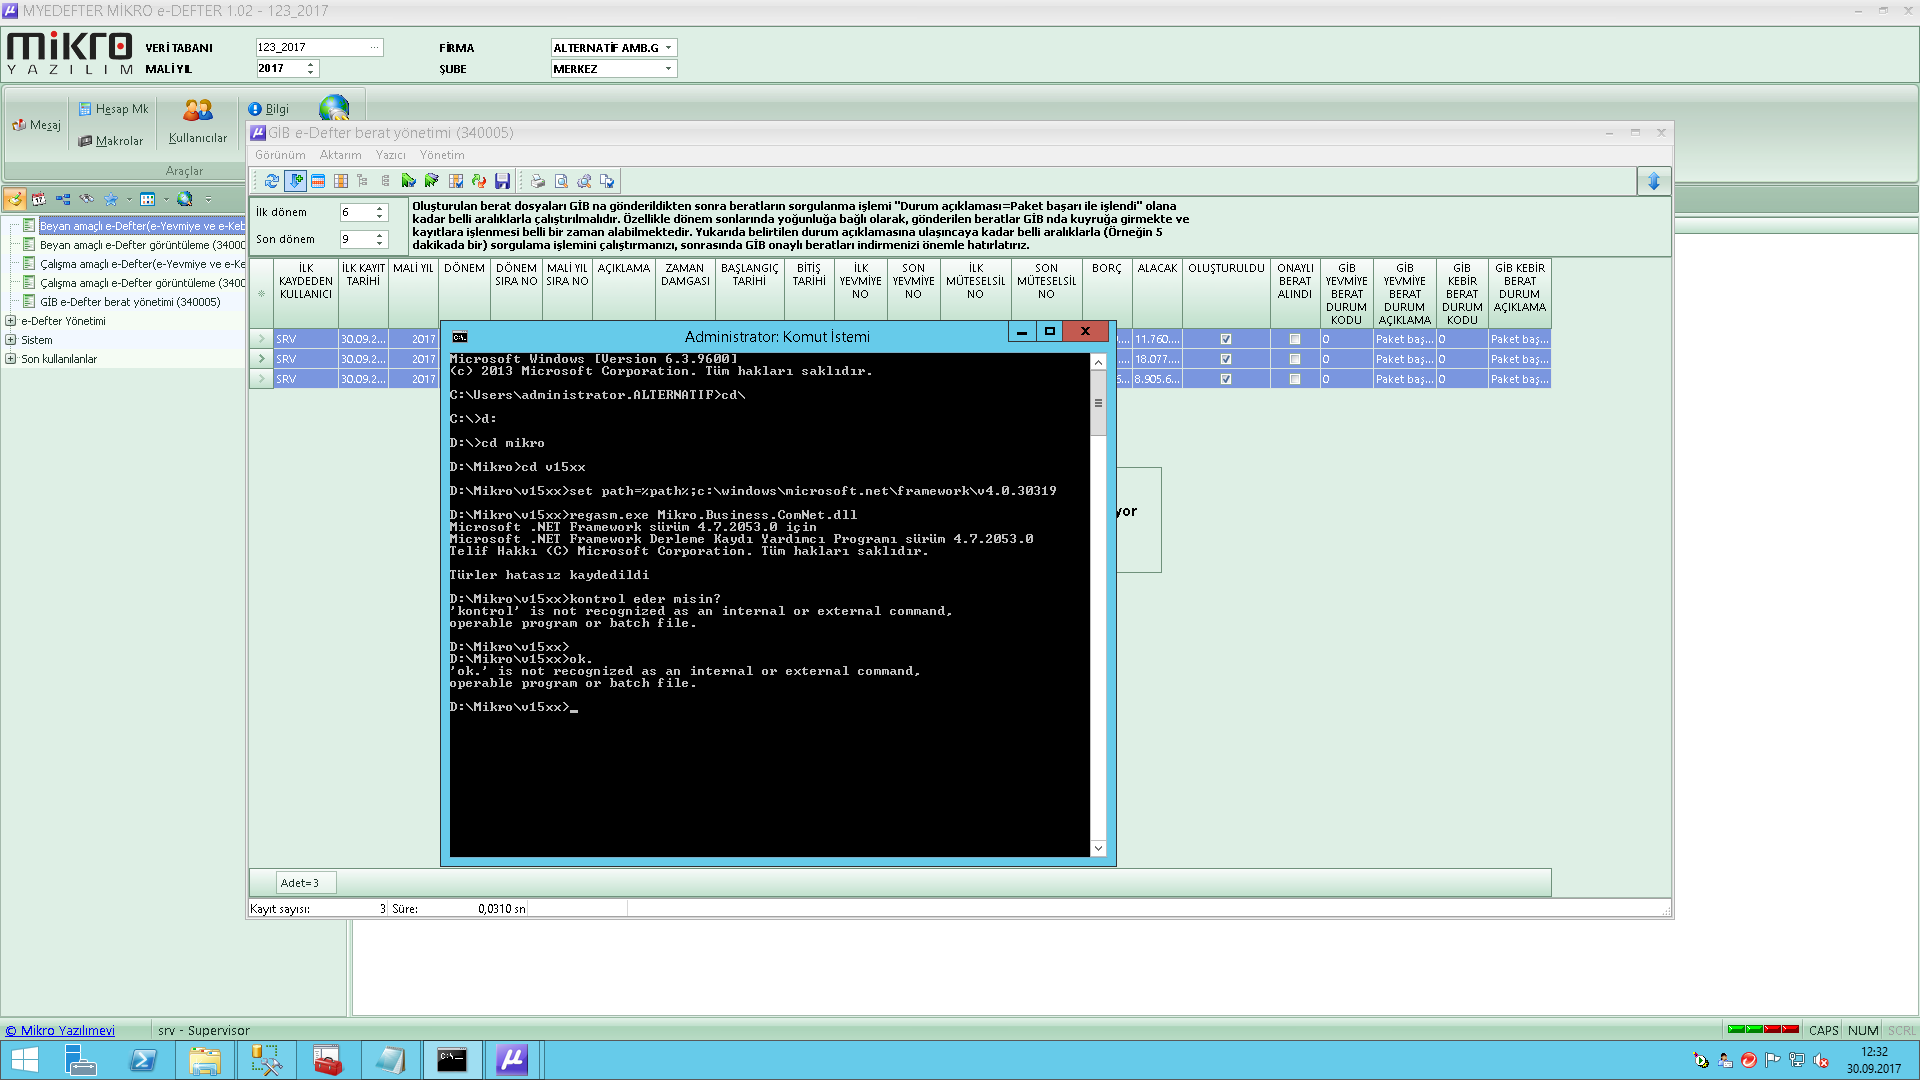 MYEDEFTER MİKRO e-DEFTER 1.02 - 123_2017
mikro
YAZILIM
VERİTABANI
123_2017
FİRMA
ALTERNATİF AMB.G
MALİ YIL
2017
ŞUBE
MERKEZ
Mesaj
Hesap Mk
Makrolar
Kullanıcılar
Bilgi
Araçlar
GİB e-Defter berat yönetimi (340005)
Görünüm Aktarım Yazıcı Yönetim
İlk dönem 6
Son dönem 9
Oluşturulan berat dosyaları GİB na gönderildikten sonra beratların sorgulanma işlemi "Durum açıklaması=Paket başarı ile işlendi" olana
kadar belli aralıklarla çalıştırılmalıdır. Özellikle dönem sonlarında yoğunluğa bağlı olarak, gönderilen beratlar GİB nda kuyruğa girmekte ve
kayıtlara işlenmesi belli bir zaman alabilmektedir. Yukarıda belirtilen durum açıklamasına ulaşıncaya kadar belli aralıklarla (Örneğin 5
dakikada bir) sorgulama işlemini çalıştırmanızı, sonrasında GİB onaylı beratları indirmenizi önemle hatırlatırız.
Beyan amaçlı e-Defter(e-Yevmiye ve e-Keb
Beyan amaçlı e-Defter görüntüleme (3400
Çalışma amaçlı e-Defter(e-Yevmiye ve e-Ke
Çalışma amaçlı e-Defter görüntüleme (3400
GİB e-Defter berat yönetimi (340005)
e-Defter Yönetimi
Sistem
Son kullanılanlar
İLK KAYDEDEN KULLANICI
İLK KAYIT TARİHİ
MALİ YIL
DÖNEM
DÖNEM SIRA NO
MALİ YIL SIRA NO
AÇIKLAMA
ZAMAN DAMGASI
BAŞLANGIÇ TARİHİ
BİTİŞ TARİHİ
İLK YEVMİYE NO
SON YEVMİYE NO
İLK MÜTESELSİL NO
SON MÜTESELSİL NO
BORÇ
ALACAK
OLUŞTURULDU
ONAYLI BERAT ALINDI
GİB YEVMİYE BERAT DURUM KODU
GİB YEVMİYE BERAT DURUM AÇIKLAMA
GİB KEBİR BERAT DURUM KODU
GİB KEBİR BERAT DURUM AÇIKLAMA
SRV 30.09.2... 2017 ... 11.760.... 0 Paket baş... 0 Paket baş...
SRV 30.09.2... 2017 ... 18.077.... 0 Paket baş... 0 Paket baş...
SRV 30.09.2... 2017 6... 8.905.6... 0 Paket baş... 0 Paket baş...
yor
Administrator: Komut İstemi
Microsoft Windows [Version 6.3.9600]
(c) 2013 Microsoft Corporation. Tüm hakları saklıdır.
C:\Users\administrator.ALTERNATIF>cd\
C:\>d:
D:\>cd mikro
D:\Mikro>cd v15xx
D:\Mikro\v15xx>set path=%path%;c:\windows\microsoft.net\framework\v4.0.30319
D:\Mikro\v15xx>regasm.exe Mikro.Business.ComNet.dll
Microsoft .NET Framework sürüm 4.7.2053.0 için
Microsoft .NET Framework Derleme Kaydı Yardımcı Programı sürüm 4.7.2053.0
Telif Hakkı (C) Microsoft Corporation. Tüm hakları saklıdır.
Türler hatasız kaydedildi
D:\Mikro\v15xx>kontrol eder misin?
'kontrol' is not recognized as an internal or external command,
operable program or batch file.
D:\Mikro\v15xx>
D:\Mikro\v15xx>ok.
'ok.' is not recognized as an internal or external command,
operable program or batch file.
D:\Mikro\v15xx>_
Adet=3
Kayıt sayısı: 3 Süre: 0,0310 sn
© Mikro Yazılımevi
srv - Supervisor
CAPS NUM SCRL
12:32
30.09.2017